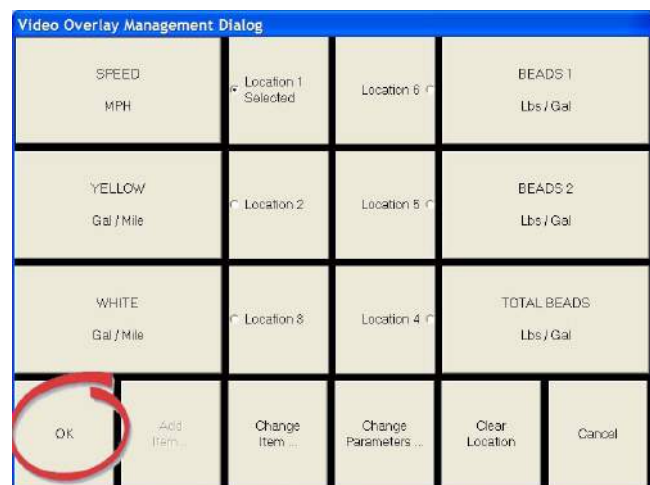 Video Overlay Management Dialog
SPEED
MPH
Location 1
Selected
Location 6
BEADS 1
Lbs / Gal
YELLOW
Gal / Mile
Location 2
Location 5
BEADS 2
Lbs / Gal
WHITE
Gal / Mile
Location 3
Location 4
TOTAL BEADS
Lbs / Gal
OK
Add
Item ...
Change
Item ...
Change
Parameters ...
Clear
Location
Cancel